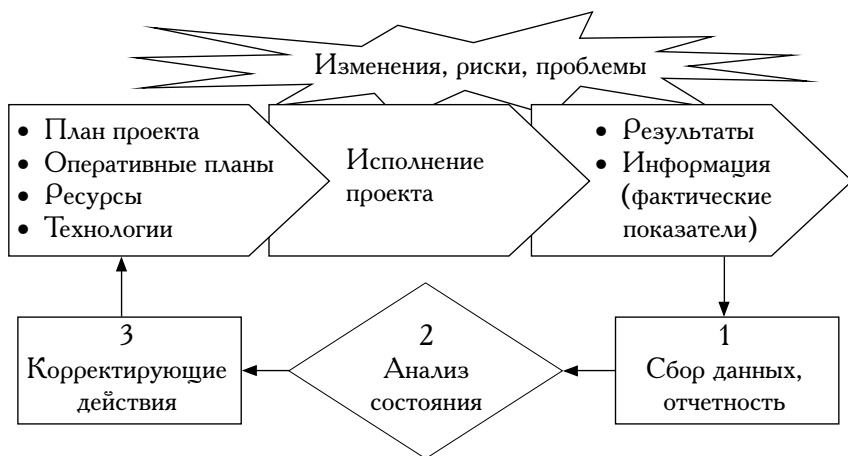 Изменения, риски, проблемы
• План проекта
• Оперативные планы
• Ресурсы
• Технологии
Исполнение
проекта
• Результаты
• Информация
(фактические
показатели)
3
Корректирующие
действия
2
Анализ
состояния
1
Сбор данных,
отчетность